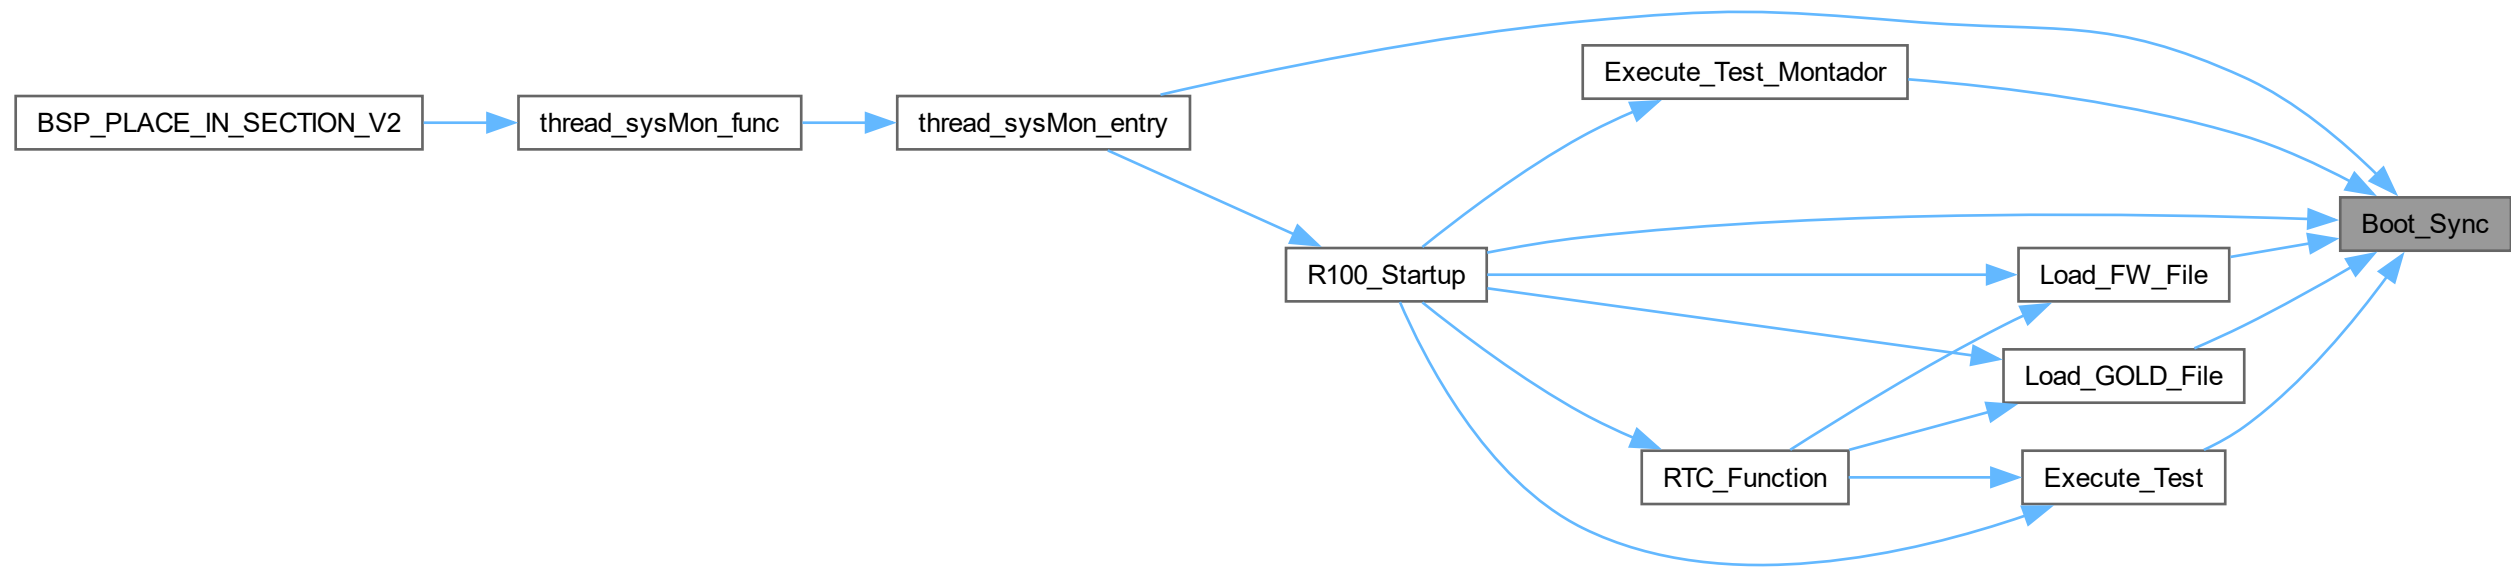 Execute_Test_Montador
BSP_PLACE_IN_SECTION_V2
thread_sysMon_func
thread_sysMon_entry
Boot_Sync
R100_Startup
Load_FW_File
Load_GOLD_File
RTC_Function
Execute_Test